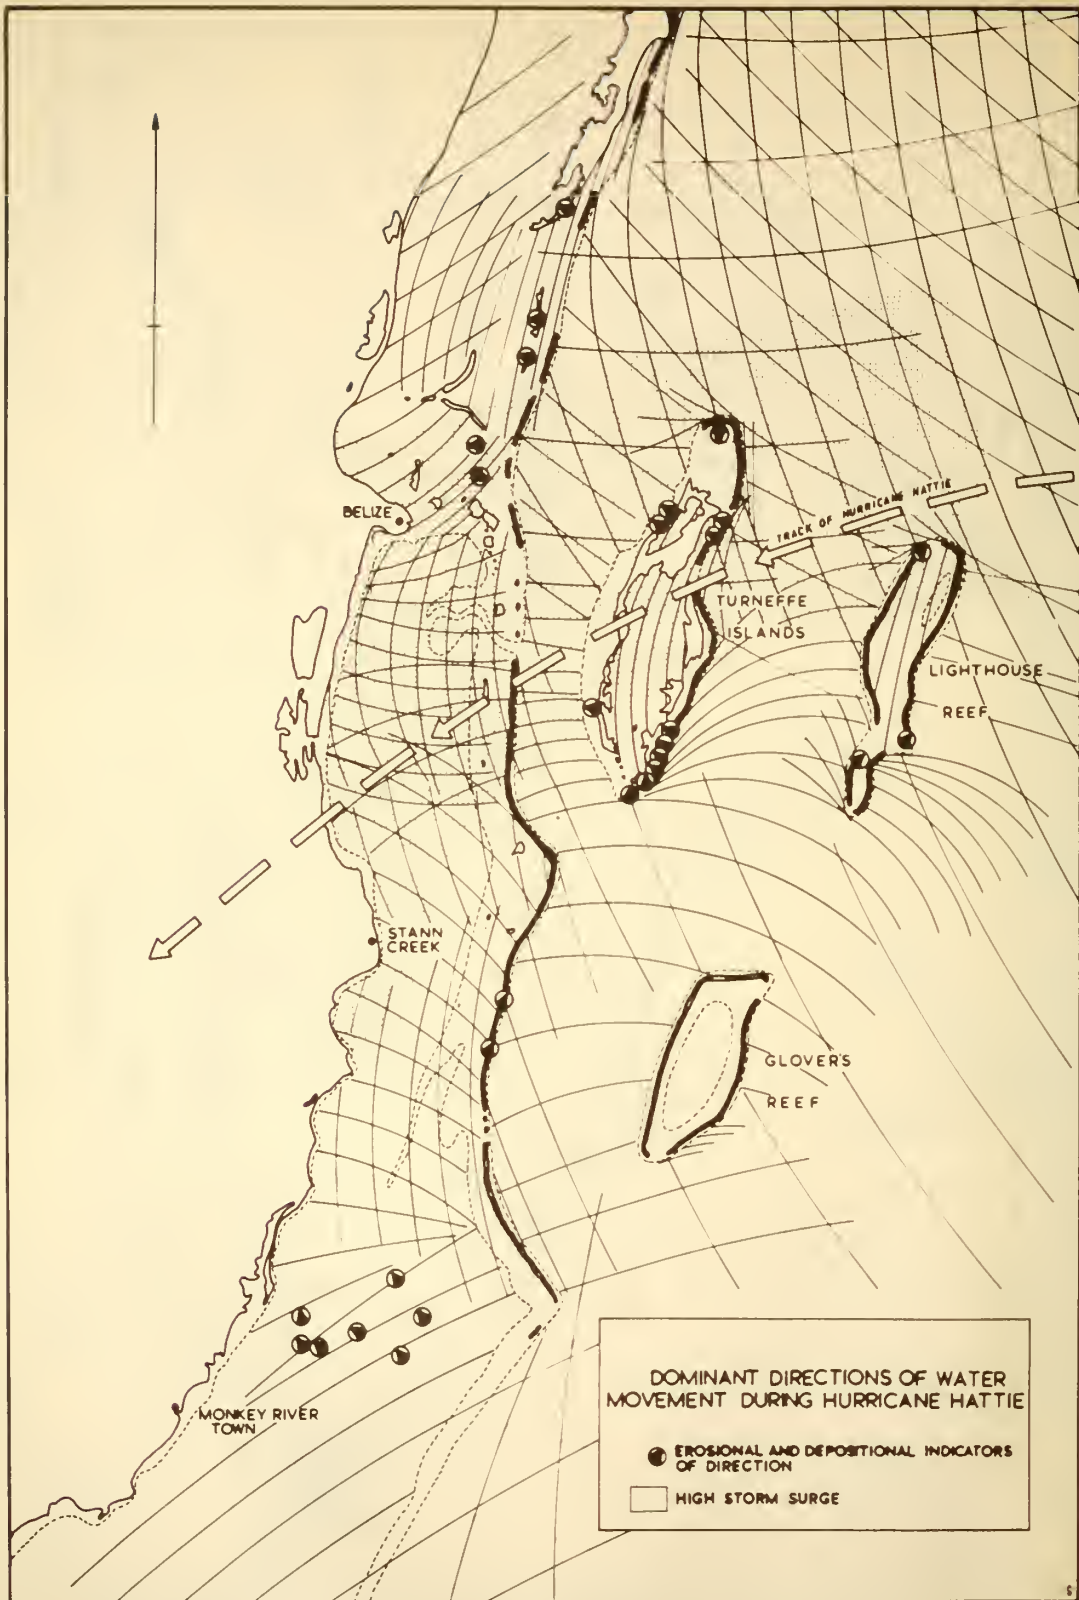 BELIZE
TRACK OF HURRICANE HATTIE
TURNEFFE
ISLANDS
LIGHTHOUSE
REEF
STANN
CREEK
GLOVER'S
REEF
MONKEY RIVER
TOWN
DOMINANT DIRECTIONS OF WATER
MOVEMENT DURING HURRICANE HATTIE
EROSIONAL AND DEPOSITIONAL INDICATORS
OF DIRECTION
HIGH STORM SURGE